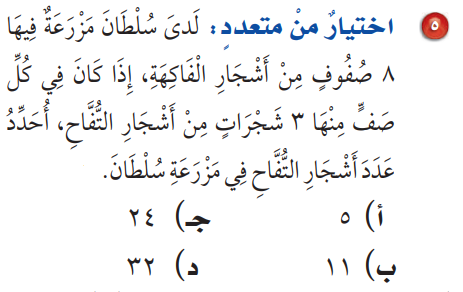 ٥ اختيارٌ منْ متعددٍ: لَدىَ سُلْطَانَ مَزْرَعَةٌ فِيهَا
٨ صُفُوفٍ مِنْ أَشْجَارِ الْفَاكِهَةِ، إِذَا كَانَ فِي كُلِّ
صَفٍّ مِنْهَا ٣ شَجْرَاتٍ مِنْ أَشْجَارِ التُّفَّاحِ، أُحَدِّدُ
عَدَدَ أَشْجَارِ التُّفَّاحِ فِي مَزْرَعَةِ سُلْطَانَ.
أ) ٥ جـ) ٢٤
ب) ١١ د) ٣٢